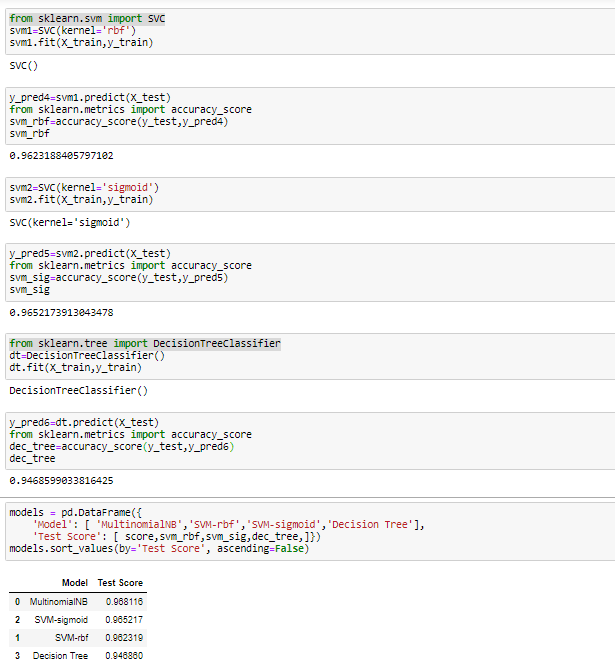 from sklearn.svm import SVC
svm1=SVC(kernel='rbf')
svm1.fit(X_train,y_train)
SVC()
y_pred4=svm1.predict(X_test)
from sklearn.metrics import accuracy_score
svm_rbf=accuracy_score(y_test,y_pred4)
svm_rbf
0.9623188405797102
svm2=SVC(kernel='sigmoid')
svm2.fit(X_train,y_train)
SVC(kernel='sigmoid')
y_pred5=svm2.predict(X_test)
from sklearn.metrics import accuracy_score
svm_sig=accuracy_score(y_test,y_pred5)
svm_sig
0.9652173913043478
from sklearn.tree import DecisionTreeClassifier
dt=DecisionTreeClassifier()
dt.fit(X_train,y_train)
DecisionTreeClassifier()
y_pred6=dt.predict(X_test)
from sklearn.metrics import accuracy_score
dec_tree=accuracy_score(y_test,y_pred6)
dec_tree
0.9468599033816425
models = pd.DataFrame({
    'Model': [ 'MultinomialNB','SVM-rbf','SVM-sigmoid','Decision Tree'],
    'Test Score': [ score,svm_rbf,svm_sig,dec_tree,]})
models.sort_values(by='Test Score', ascending=False)
Model Test Score
0 MultinomialNB 0.968116
2 SVM-sigmoid 0.965217
1 SVM-rbf 0.962319
3 Decision Tree 0.946860